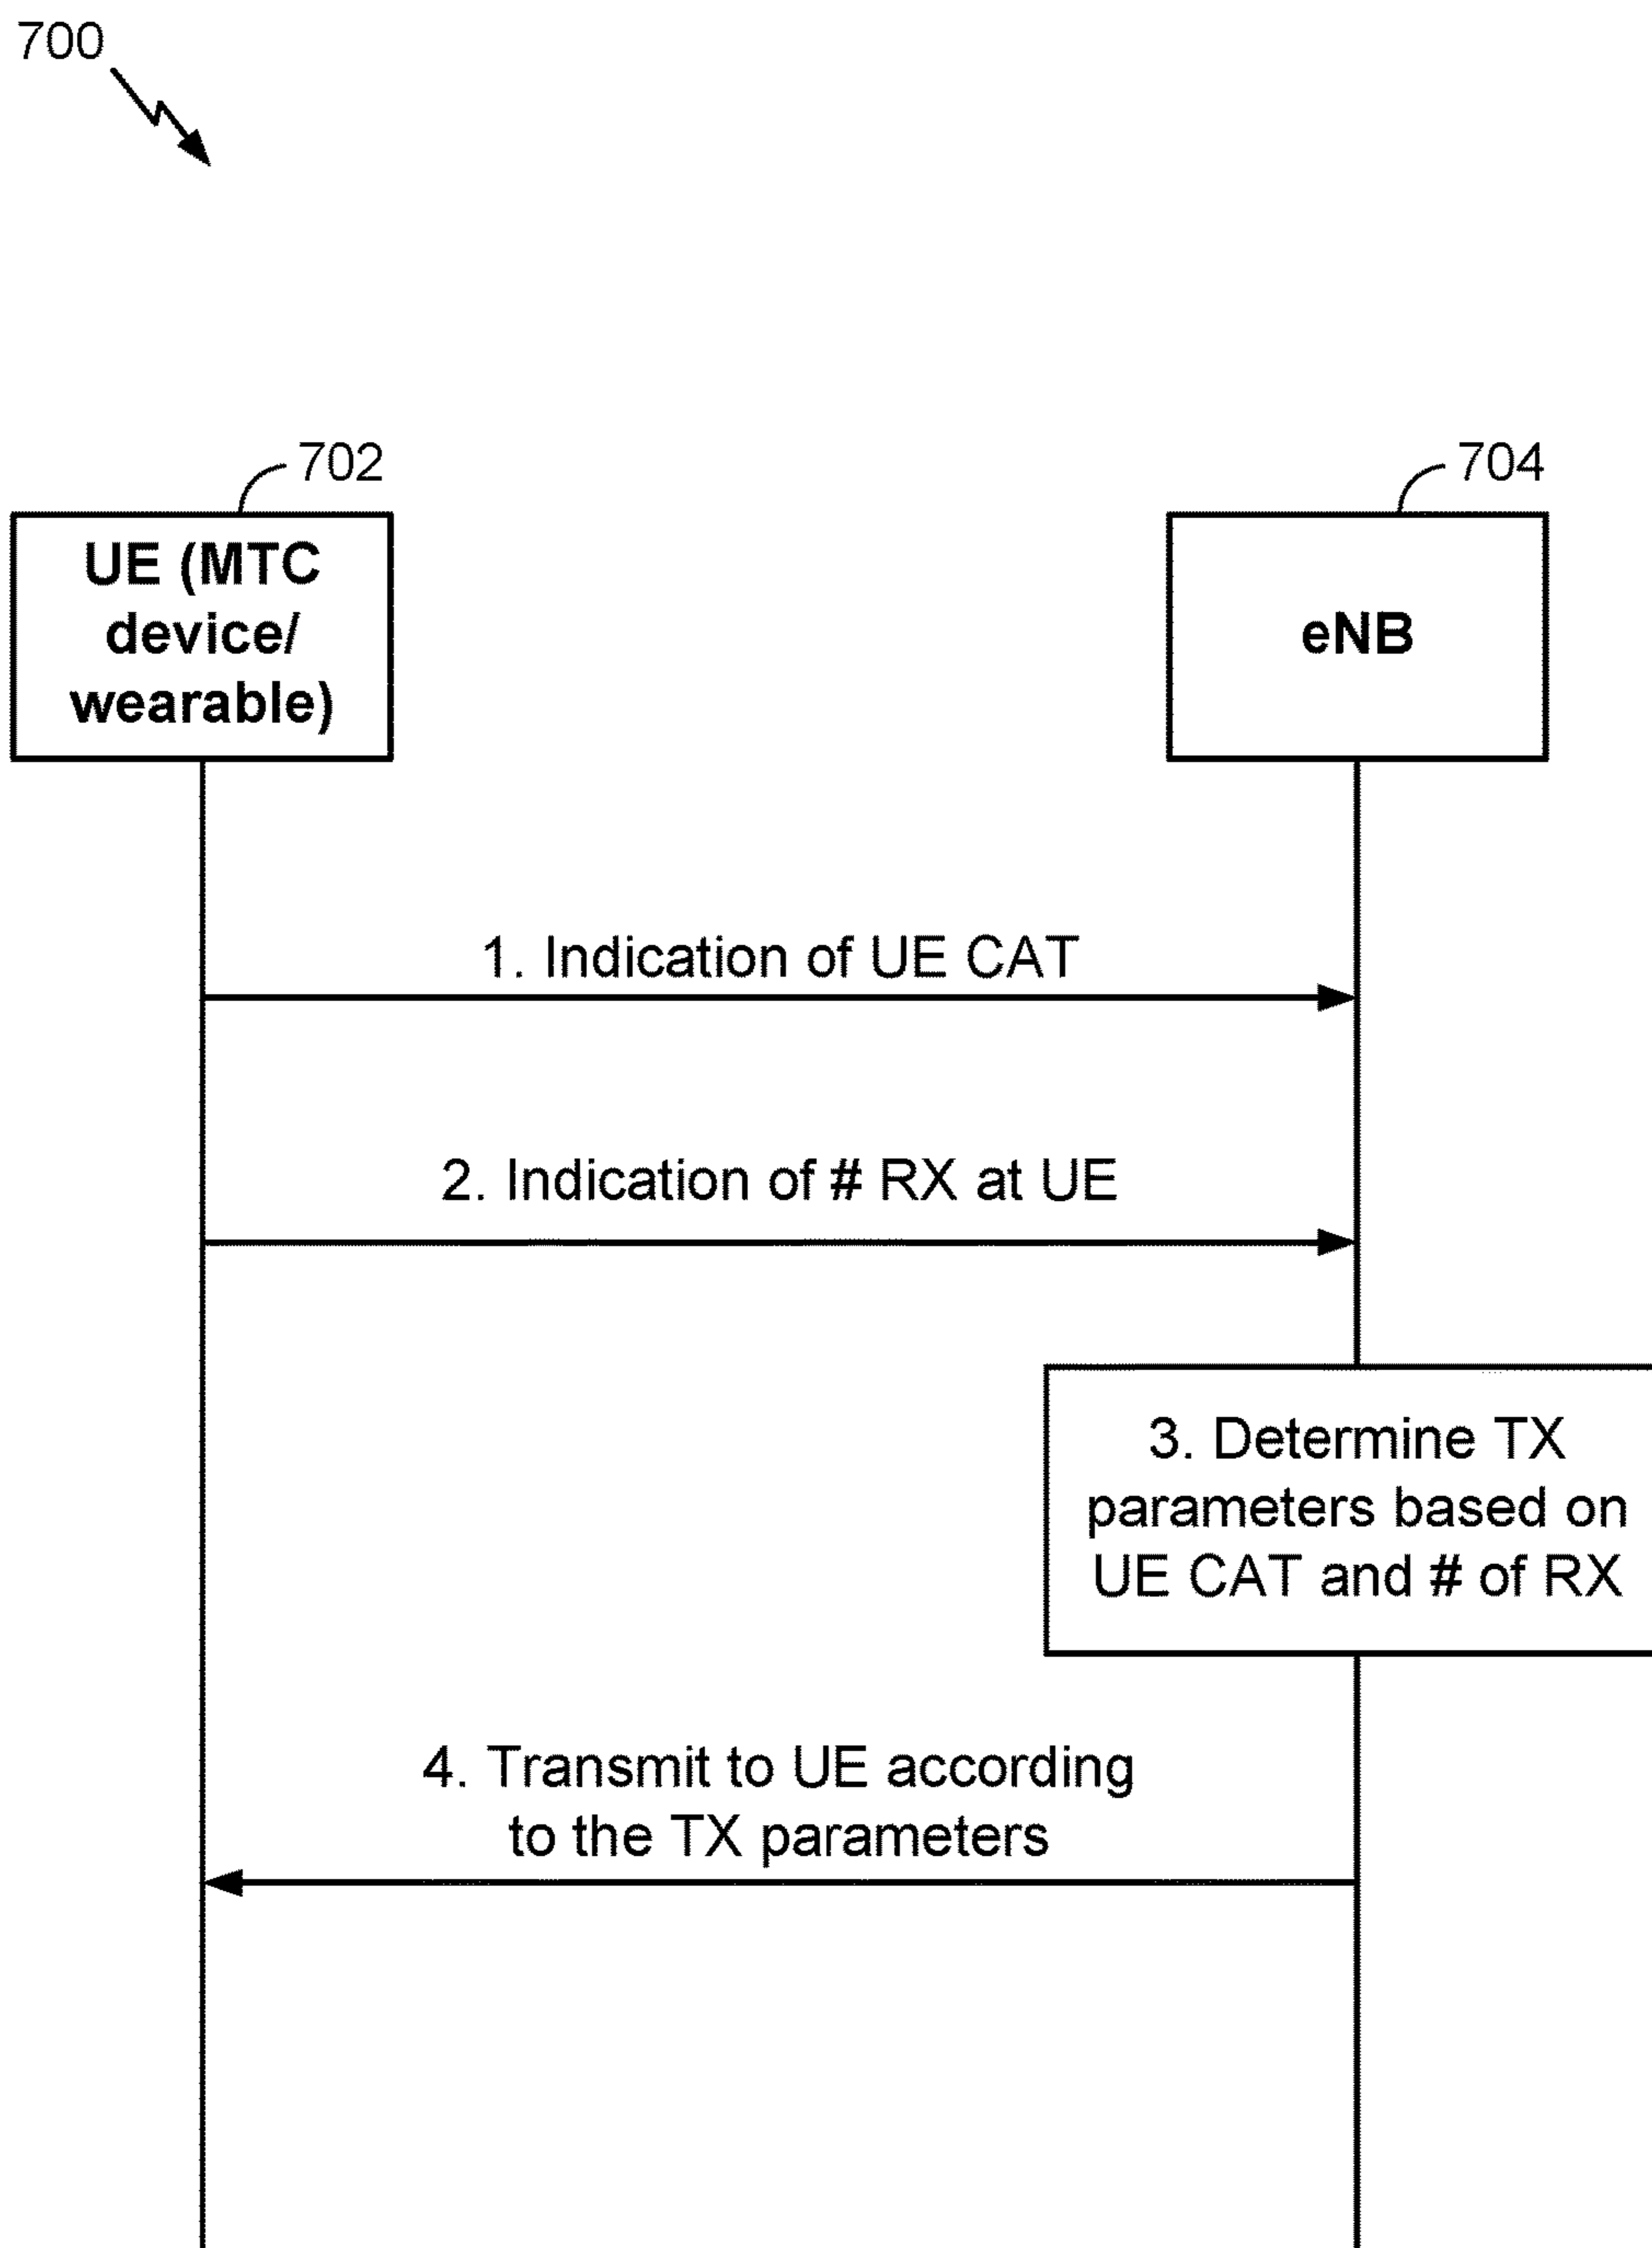 700
702
704
UE (MTC
device/
wearable)
eNB
1. Indication of UE CAT
2. Indication of # RX at UE
3. Determine TX
parameters based on
UE CAT and # of RX
4. Transmit to UE according
to the TX parameters